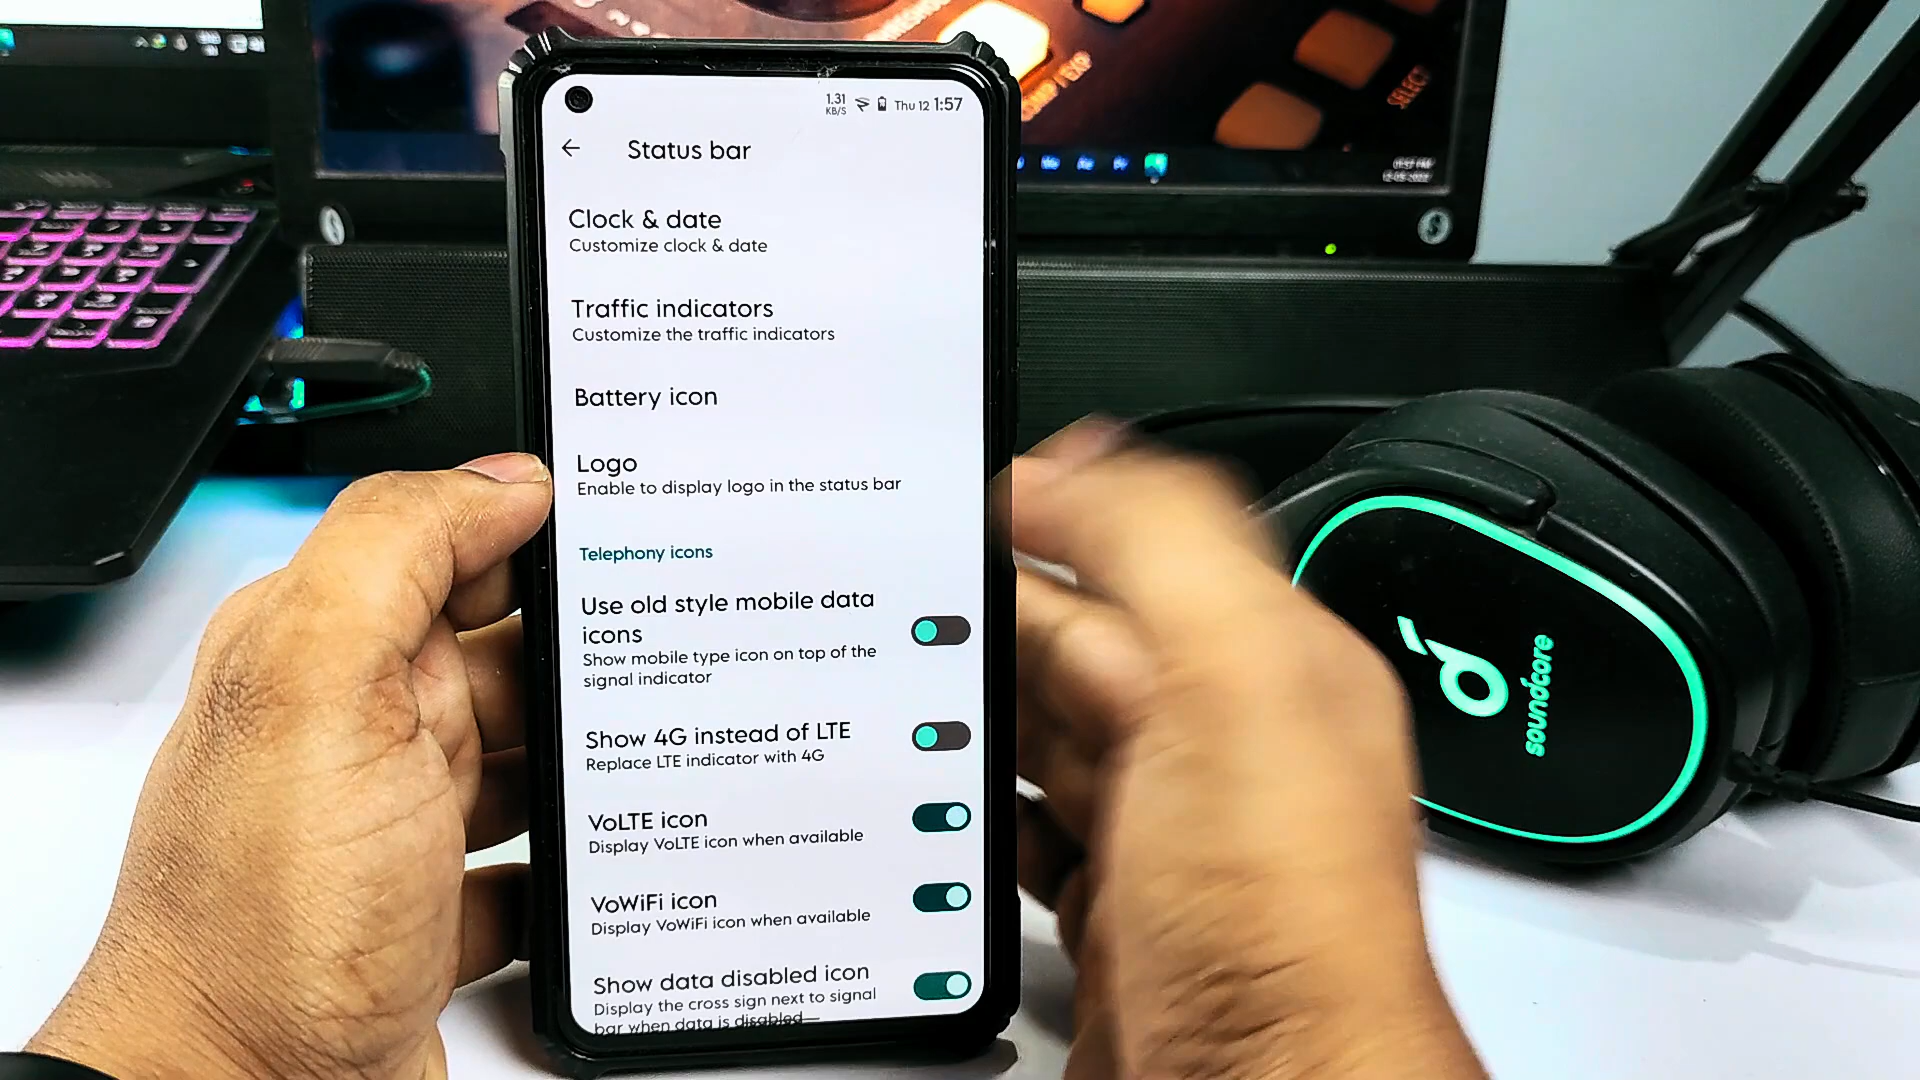 1.31
KB/S
Thu 12 1:57
Status bar
Clock & date
Customize clock & date
Traffic indicators
Customize the traffic indicators
Battery icon
Logo
Enable to display logo in the status bar
Telephony icons
Use old style mobile data
icons
Show mobile type icon on top of the
signal indicator
Show 4G instead of LTE
Replace LTE indicator with 4G
VoLTE icon
Display VoLTE icon when available
VoWiFi icon
Display VoWiFi icon when available
Show data disabled icon
Display the cross sign next to signal
bar when data is disabled
SELECT
soundcore